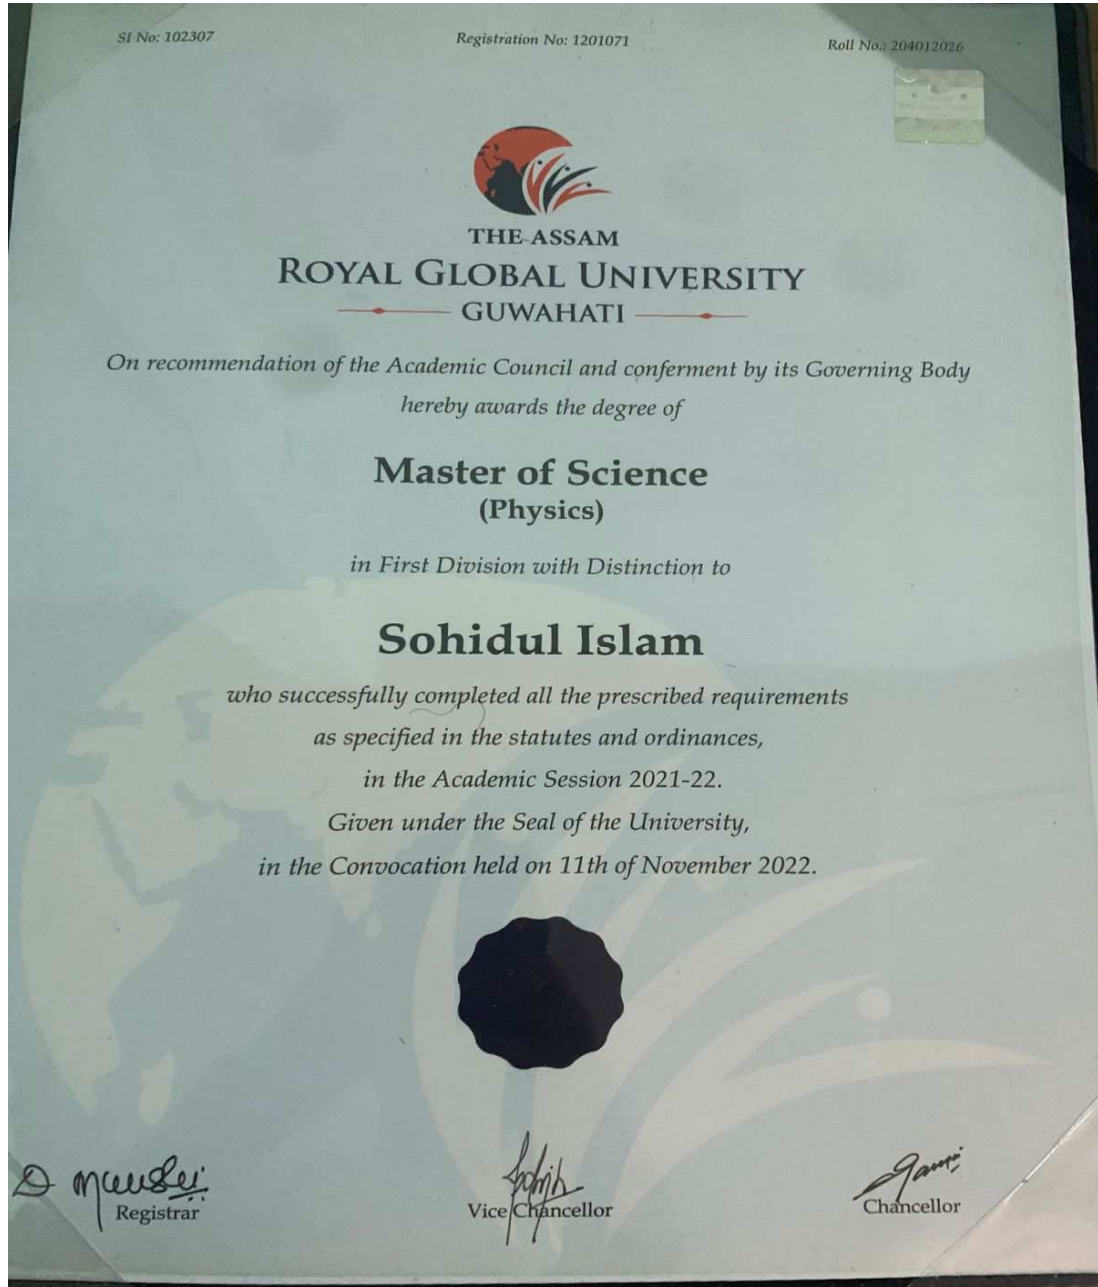 SI No: 102307
Registration No: 1201071
Roll No.: 204012026
THE ASSAM
ROYAL GLOBAL UNIVERSITY
GUWAHATI
On recommendation of the Academic Council and conferment by its Governing Body
hereby awards the degree of
Master of Science
(Physics)
in First Division with Distinction to
Sohidul Islam
who successfully completed all the prescribed requirements
as specified in the statutes and ordinances,
in the Academic Session 2021-22.
Given under the Seal of the University,
in the Convocation held on 11th of November 2022.
Registrar
Vice Chancellor
Chancellor